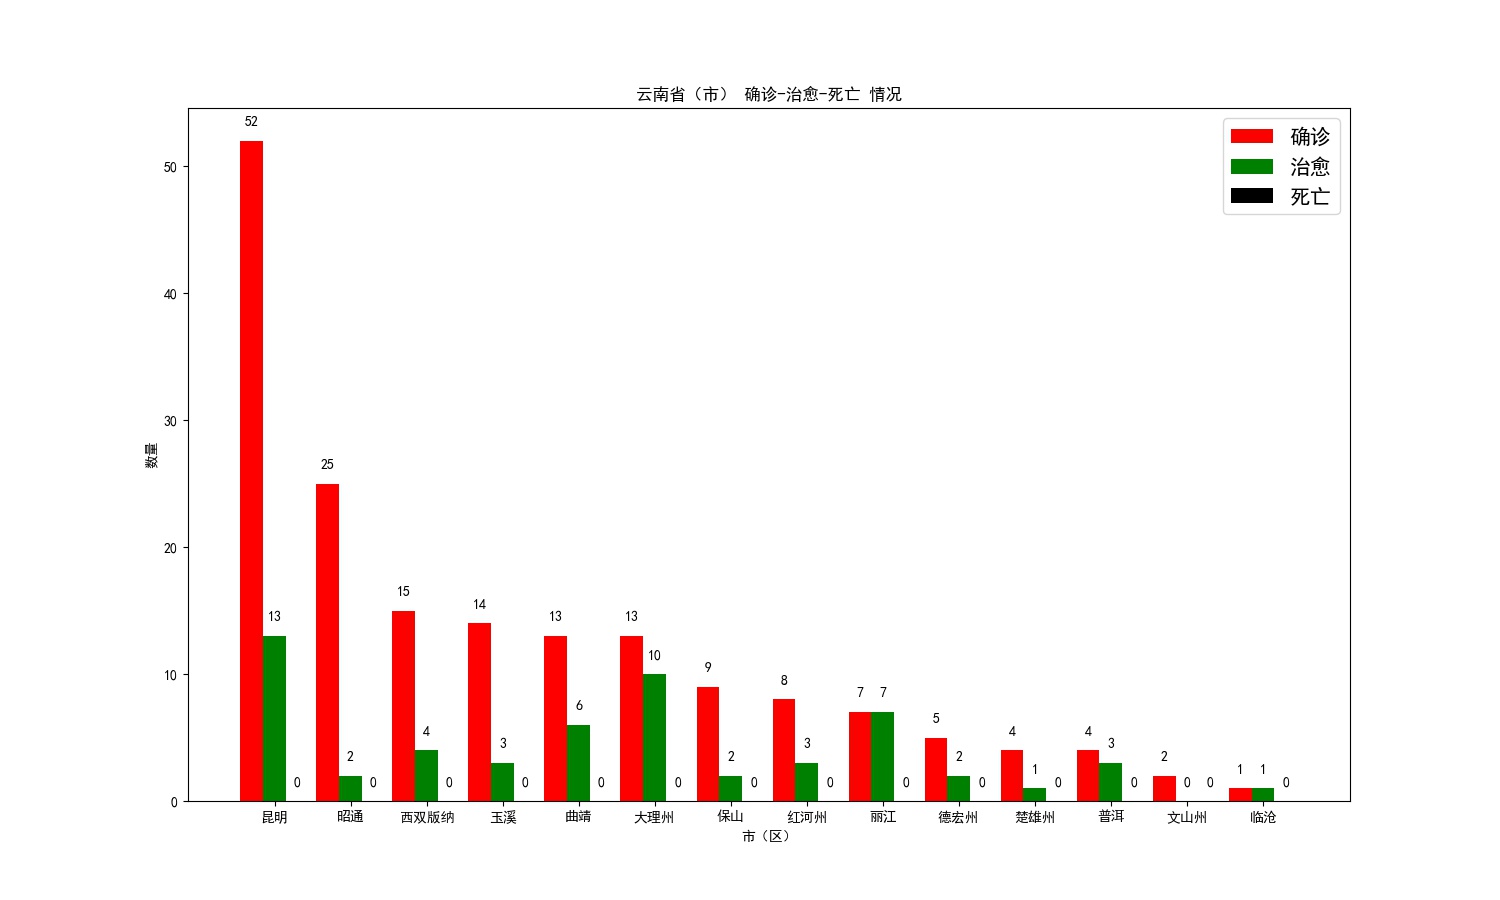 云南省（市） 确诊-治愈-死亡 情况
确诊
治愈
死亡
数量
50
40
30
20
10
0
52 13 0
25 2 0
15 4 0
14 3 0
13 6 0
13 10 0
9 2 0
8 3 0
7 7 0
5 2 0
4 1 0
4 3 0
2 0 0
1 1 0
昆明 昭通 西双版纳 玉溪 曲靖 大理州 保山 红河州 丽江 德宏州 楚雄州 普洱 文山州 临沧
市（区）